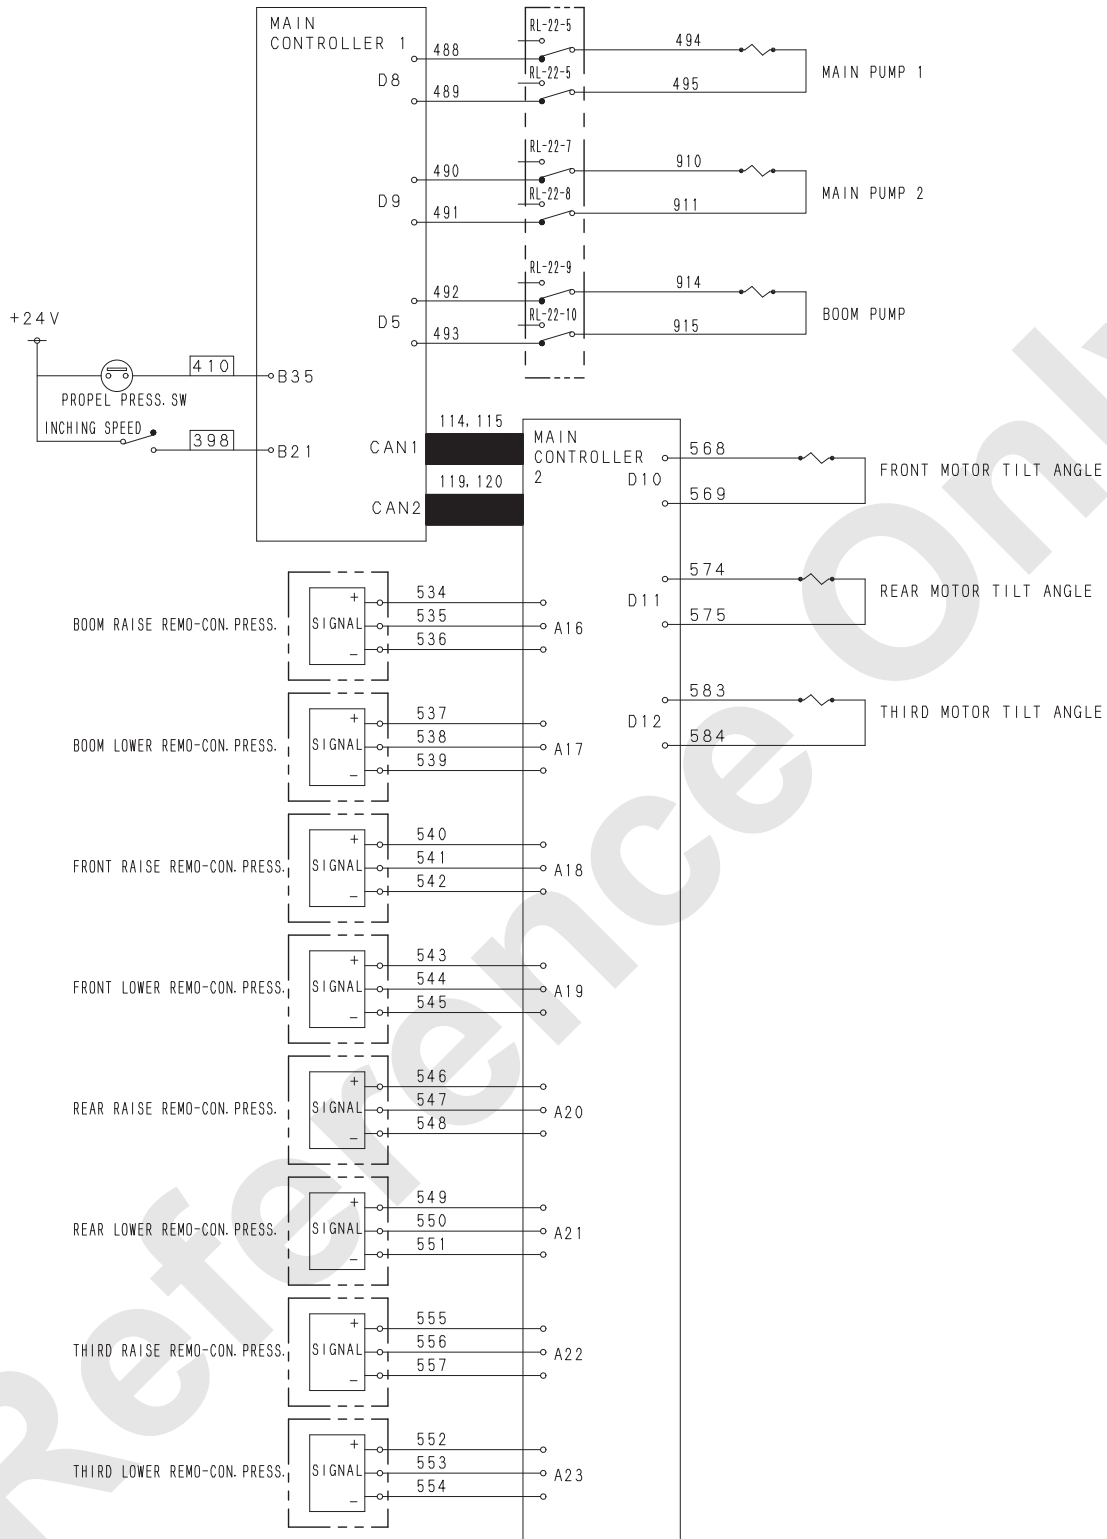 MAIN
CONTROLLER 1
D8
488
489
RL-22-5
RL-22-5
494
495
MAIN PUMP 1
D9
490
491
RL-22-7
RL-22-8
910
911
MAIN PUMP 2
D5
492
493
RL-22-9
RL-22-10
914
915
BOOM PUMP
+24V
410
B35
PROPEL PRESS. SW
INCHING SPEED
398
B21
CAN1
114, 115
CAN2
119, 120
MAIN
CONTROLLER
2
D10
568
569
FRONT MOTOR TILT ANGLE
D11
574
575
REAR MOTOR TILT ANGLE
D12
583
584
THIRD MOTOR TILT ANGLE
BOOM RAISE REMO-CON. PRESS.
+
SIGNAL
-
534
535
536
A16
BOOM LOWER REMO-CON. PRESS.
+
SIGNAL
-
537
538
539
A17
FRONT RAISE REMO-CON. PRESS.
+
SIGNAL
-
540
541
542
A18
FRONT LOWER REMO-CON. PRESS.
+
SIGNAL
-
543
544
545
A19
REAR RAISE REMO-CON. PRESS.
+
SIGNAL
-
546
547
548
A20
REAR LOWER REMO-CON. PRESS.
+
SIGNAL
-
549
550
551
A21
THIRD RAISE REMO-CON. PRESS.
+
SIGNAL
-
555
556
557
A22
THIRD LOWER REMO-CON. PRESS.
+
SIGNAL
-
552
553
554
A23
Reference Only